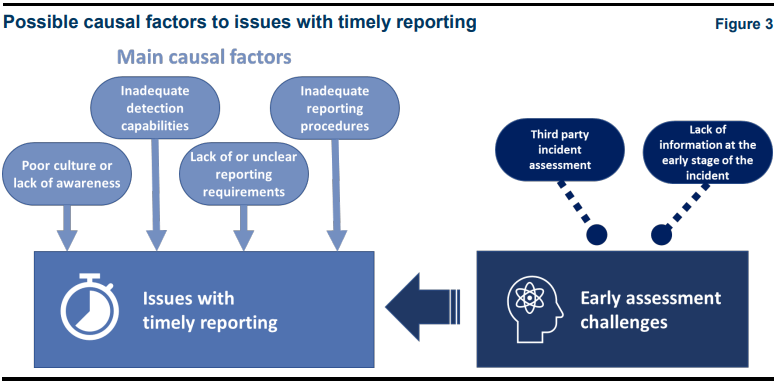 Possible causal factors to issues with timely reporting
Figure 3
Main causal factors
Inadequate
detection
capabilities
Inadequate
reporting
procedures
Poor culture or
lack of awareness
Lack of or unclear
reporting
requirements
Third party
incident
assessment
Lack of
information at the
early stage of the
incident
Issues with
timely reporting
Early assessment
challenges